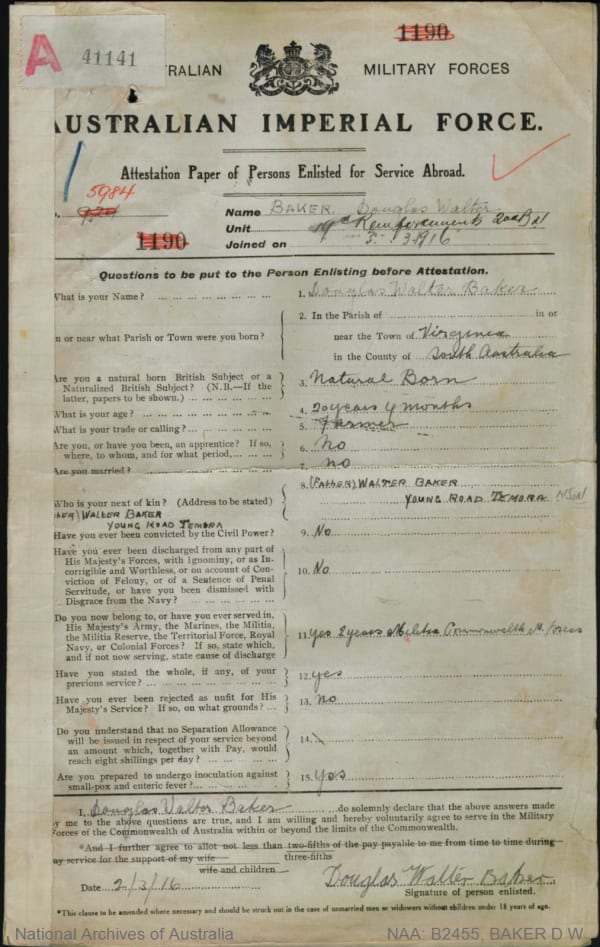 1190
A 41141
TRALIAN MILITARY FORCES
AUSTRALIAN IMPERIAL FORCE.
Attestation Paper of Persons Enlisted for Service Abroad.
5984
o. 920
Name BAKER. Douglas Walter
Unit 19th Reinforcements 2nd Bn
1190
Joined on 3. 3. 1916
Questions to be put to the Person Enlisting before Attestation.
What is your Name? 1. Douglas Walter Baker
2. In the Parish of in or
In or near what Parish or Town were you born? near the Town of Virginia
in the County of South Australia
Are you a natural born British Subject or a
Naturalized British Subject? (N.B.—If the 3. Natural Born
latter, papers to be shown.)
What is your age? 4. 20 years 4 months
What is your trade or calling? 5. Farmer
Are you, or have you been, an apprentice? If so, 6. No
where, to whom, and for what period,
Are you married? 7. no
8. (FATHER) WALTER BAKER
Who is your next of kin? (Address to be stated) YOUNG ROAD TEMORA NSW
HER) WALTER BAKER
YOUNG ROAD TEMORA
Have you ever been convicted by the Civil Power? 9. No
Have you ever been discharged from any part of
His Majesty's Forces, with Ignominy, or as In-
corrigible and Worthless, or on account of Con- 10. No
viction of Felony, or of a Sentence of Penal
Servitude, or have you been dismissed with
Disgrace from the Navy?
Do you now belong to, or have you ever served in,
His Majesty's Army, the Marines, the Militia,
the Militia Reserve, the Territorial Force, Royal 11. yes 2 years Militia Commonwealth M. forces
Navy, or Colonial Forces? If so, state which,
and if not now serving, state cause of discharge
Have you stated the whole, if any, of your 12. yes
previous service?
Have you ever been rejected as unfit for His 13. no
Majesty's Service? If so, on what grounds?
Do you understand that no Separation Allowance
will be issued in respect of your service beyond 14.
an amount which, together with Pay, would
reach eight shillings per day?
Are you prepared to undergo inoculation against 15. Yes
small-pox and enteric fever?
I, Douglas Walter Baker do solemnly declare that the above answers made
by me to the above questions are true, and I am willing and hereby voluntarily agree to serve in the Military
Forces of the Commonwealth of Australia within or beyond the limits of the Commonwealth.
*And I further agree to allot not less than two-fifths of the pay payable to me from time to time during
three-fifths
my service for the support of my wife
wife and children
Date 2/3/16 Douglas Walter Baker
Signature of person enlisted.
*This clause to be amended where necessary and should be struck out in the case of unmarried men or widowers without children under 18 years of age.
National Archives of Australia NAA: B2455, BAKER D W